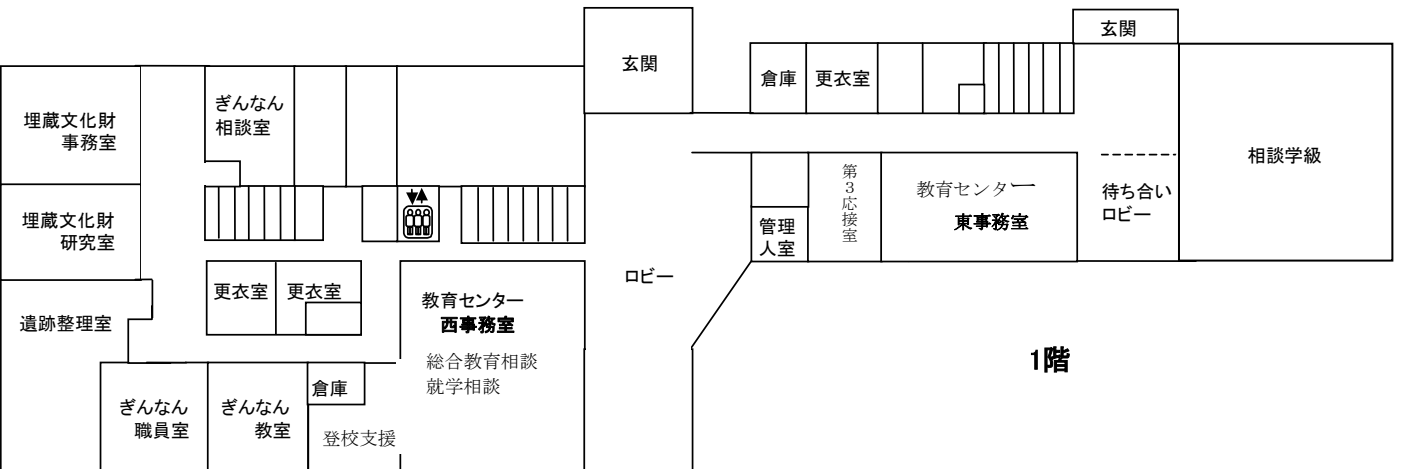 玄関
玄関
倉庫
更衣室
ぎんなん
相談室
埋蔵文化財
事務室
相談学級
第３応接室
教育センター
東事務室
待ち合い
ロビー
埋蔵文化財
研究室
管理
人室
ロビー
更衣室
更衣室
教育センター
西事務室
遺跡整理室
総合教育相談
就学相談
1階
倉庫
ぎんなん
職員室
ぎんなん
教室
登校支援